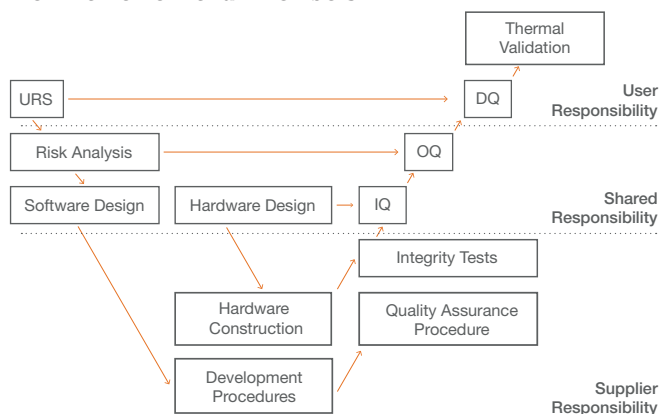 Thermal
Validation
URS
DQ
User
Responsibility
Risk Analysis
OQ
Software Design
Hardware Design
IQ
Shared
Responsibility
Integrity Tests
Hardware
Construction
Quality Assurance
Procedure
Development
Procedures
Supplier
Responsibility